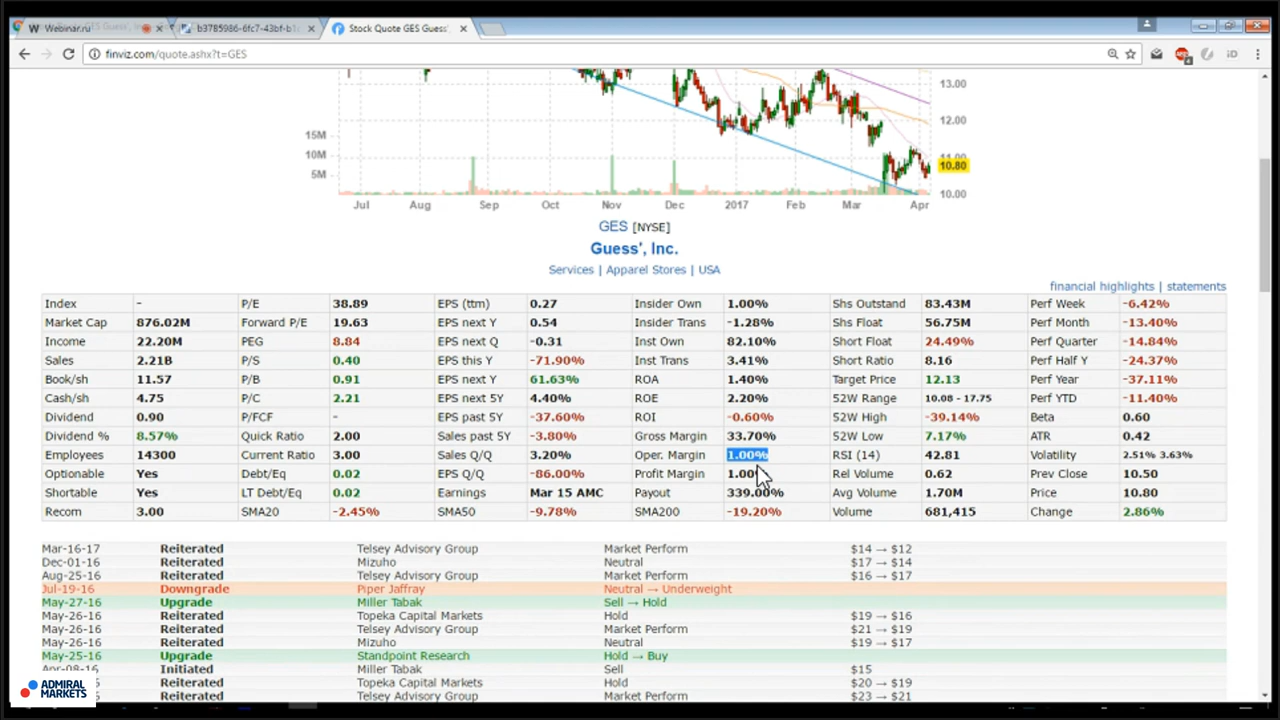 Webinar.ru
b3785986-6fc7-43bf-b1
Stock Quote GES Guess',
finviz.com/quote.ashx?t=GES
iD
13.00
12.00
11.00
10.80
10.00
15M
10M
5M
Jul Aug Sep Oct Nov Dec 2017 Feb Mar Apr
GES [NYSE]
Guess', Inc.
Services | Apparel Stores | USA
financial highlights | statements
Index - P/E 38.89 EPS (ttm) 0.27 Insider Own 1.00% Shs Outstand 83.43M Perf Week -6.42%
Market Cap 876.02M Forward P/E 19.63 EPS next Y 0.54 Insider Trans -1.28% Shs Float 56.75M Perf Month -13.40%
Income 22.20M PEG 8.84 EPS next Q -0.31 Inst Own 82.10% Short Float 24.49% Perf Quarter -14.84%
Sales 2.21B P/S 0.40 EPS this Y -71.90% Inst Trans 3.41% Short Ratio 8.16 Perf Half Y -24.37%
Book/sh 11.57 P/B 0.91 EPS next Y 61.63% ROA 1.40% Target Price 12.13 Perf Year -37.11%
Cash/sh 4.75 P/C 2.21 EPS next 5Y 4.40% ROE 2.20% 52W Range 10.08 - 17.75 Perf YTD -11.40%
Dividend 0.90 P/FCF - EPS past 5Y -37.60% ROI -0.60% 52W High -39.14% Beta 0.60
Dividend % 8.57% Quick Ratio 2.00 Sales past 5Y -3.80% Gross Margin 33.70% 52W Low 7.17% ATR 0.42
Employees 14300 Current Ratio 3.00 Sales Q/Q 3.20% Oper. Margin 1.00% RSI (14) 42.81 Volatility 2.51% 3.63%
Optionable Yes Debt/Eq 0.02 EPS Q/Q -86.00% Profit Margin 1.00% Rel Volume 0.62 Prev Close 10.50
Shortable Yes LT Debt/Eq 0.02 Earnings Mar 15 AMC Payout 339.00% Avg Volume 1.70M Price 10.80
Recom 3.00 SMA20 -2.45% SMA50 -9.78% SMA200 -19.20% Volume 681,415 Change 2.86%
Mar-16-17 Reiterated Telsey Advisory Group Market Perform $14 → $12
Dec-01-16 Reiterated Mizuho Neutral $17 → $14
Aug-25-16 Reiterated Telsey Advisory Group Market Perform $16 → $17
Jul-19-16 Downgrade Piper Jaffray Neutral → Underweight
May-27-16 Upgrade Miller Tabak Sell → Hold
May-26-16 Reiterated Topeka Capital Markets Hold $19 → $16
May-26-16 Reiterated Telsey Advisory Group Market Perform $21 → $19
May-26-16 Reiterated Mizuho Neutral $19 → $17
May-25-16 Upgrade Standpoint Research Hold → Buy
Apr-08-16 Initiated Miller Tabak Sell $15
Reiterated Topeka Capital Markets Hold $20 → $19
Reiterated Telsey Advisory Group Market Perform $23 → $21
ADMIRAL
MARKETS